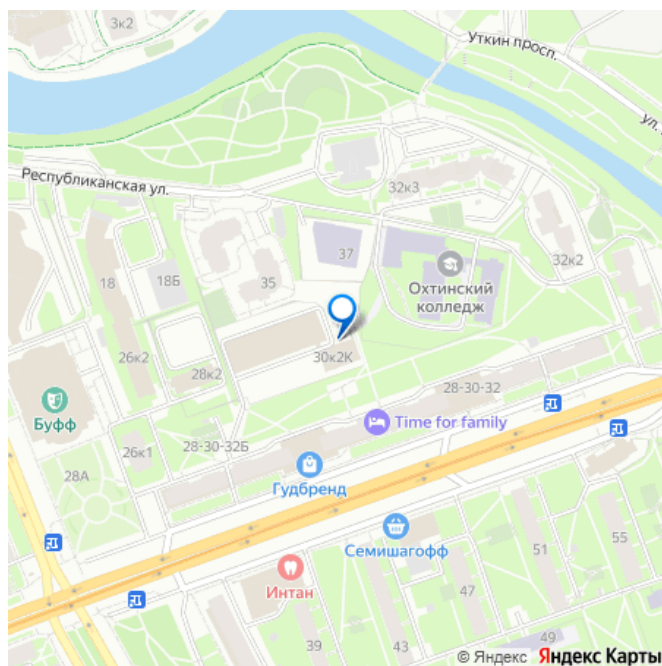 3к2
Уткин просп.
ул.
Республиканская ул.
32к3
37
18
18Б
35
Охтинский
колледж
32к2
26к2
28к2
30к2К
28-30-32
Буфф
Time for family
26к1
28-30-32Б
28А
Гудбренд
Семишагофф
51
55
Интан
47
39
43
49
© Яндекс Яндекс Карты